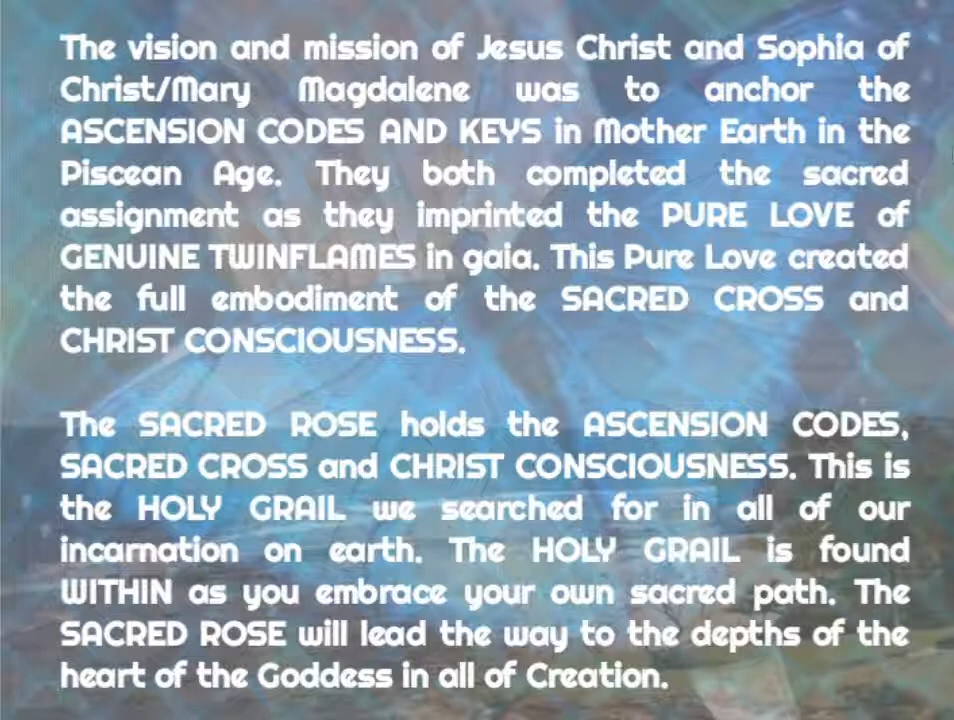 The vision and mission of Jesus Christ and Sophia of
Christ/Mary Magdalene was to anchor the
ASCENSION CODES AND KEYS in Mother Earth in the
Piscean Age. They both completed the sacred
assignment as they imprinted the PURE LOVE of
GENUINE TWINFLAMES in gaia. This Pure Love created
the full embodiment of the SACRED CROSS and
CHRIST CONSCIOUSNESS.
The SACRED ROSE holds the ASCENSION CODES,
SACRED CROSS and CHRIST CONSCIOUSNESS. This is
the HOLY GRAIL we searched for in all of our
incarnation on earth. The HOLY GRAIL is found
WITHIN as you embrace your own sacred path. The
SACRED ROSE will lead the way to the depths of the
heart of the Goddess in all of Creation.